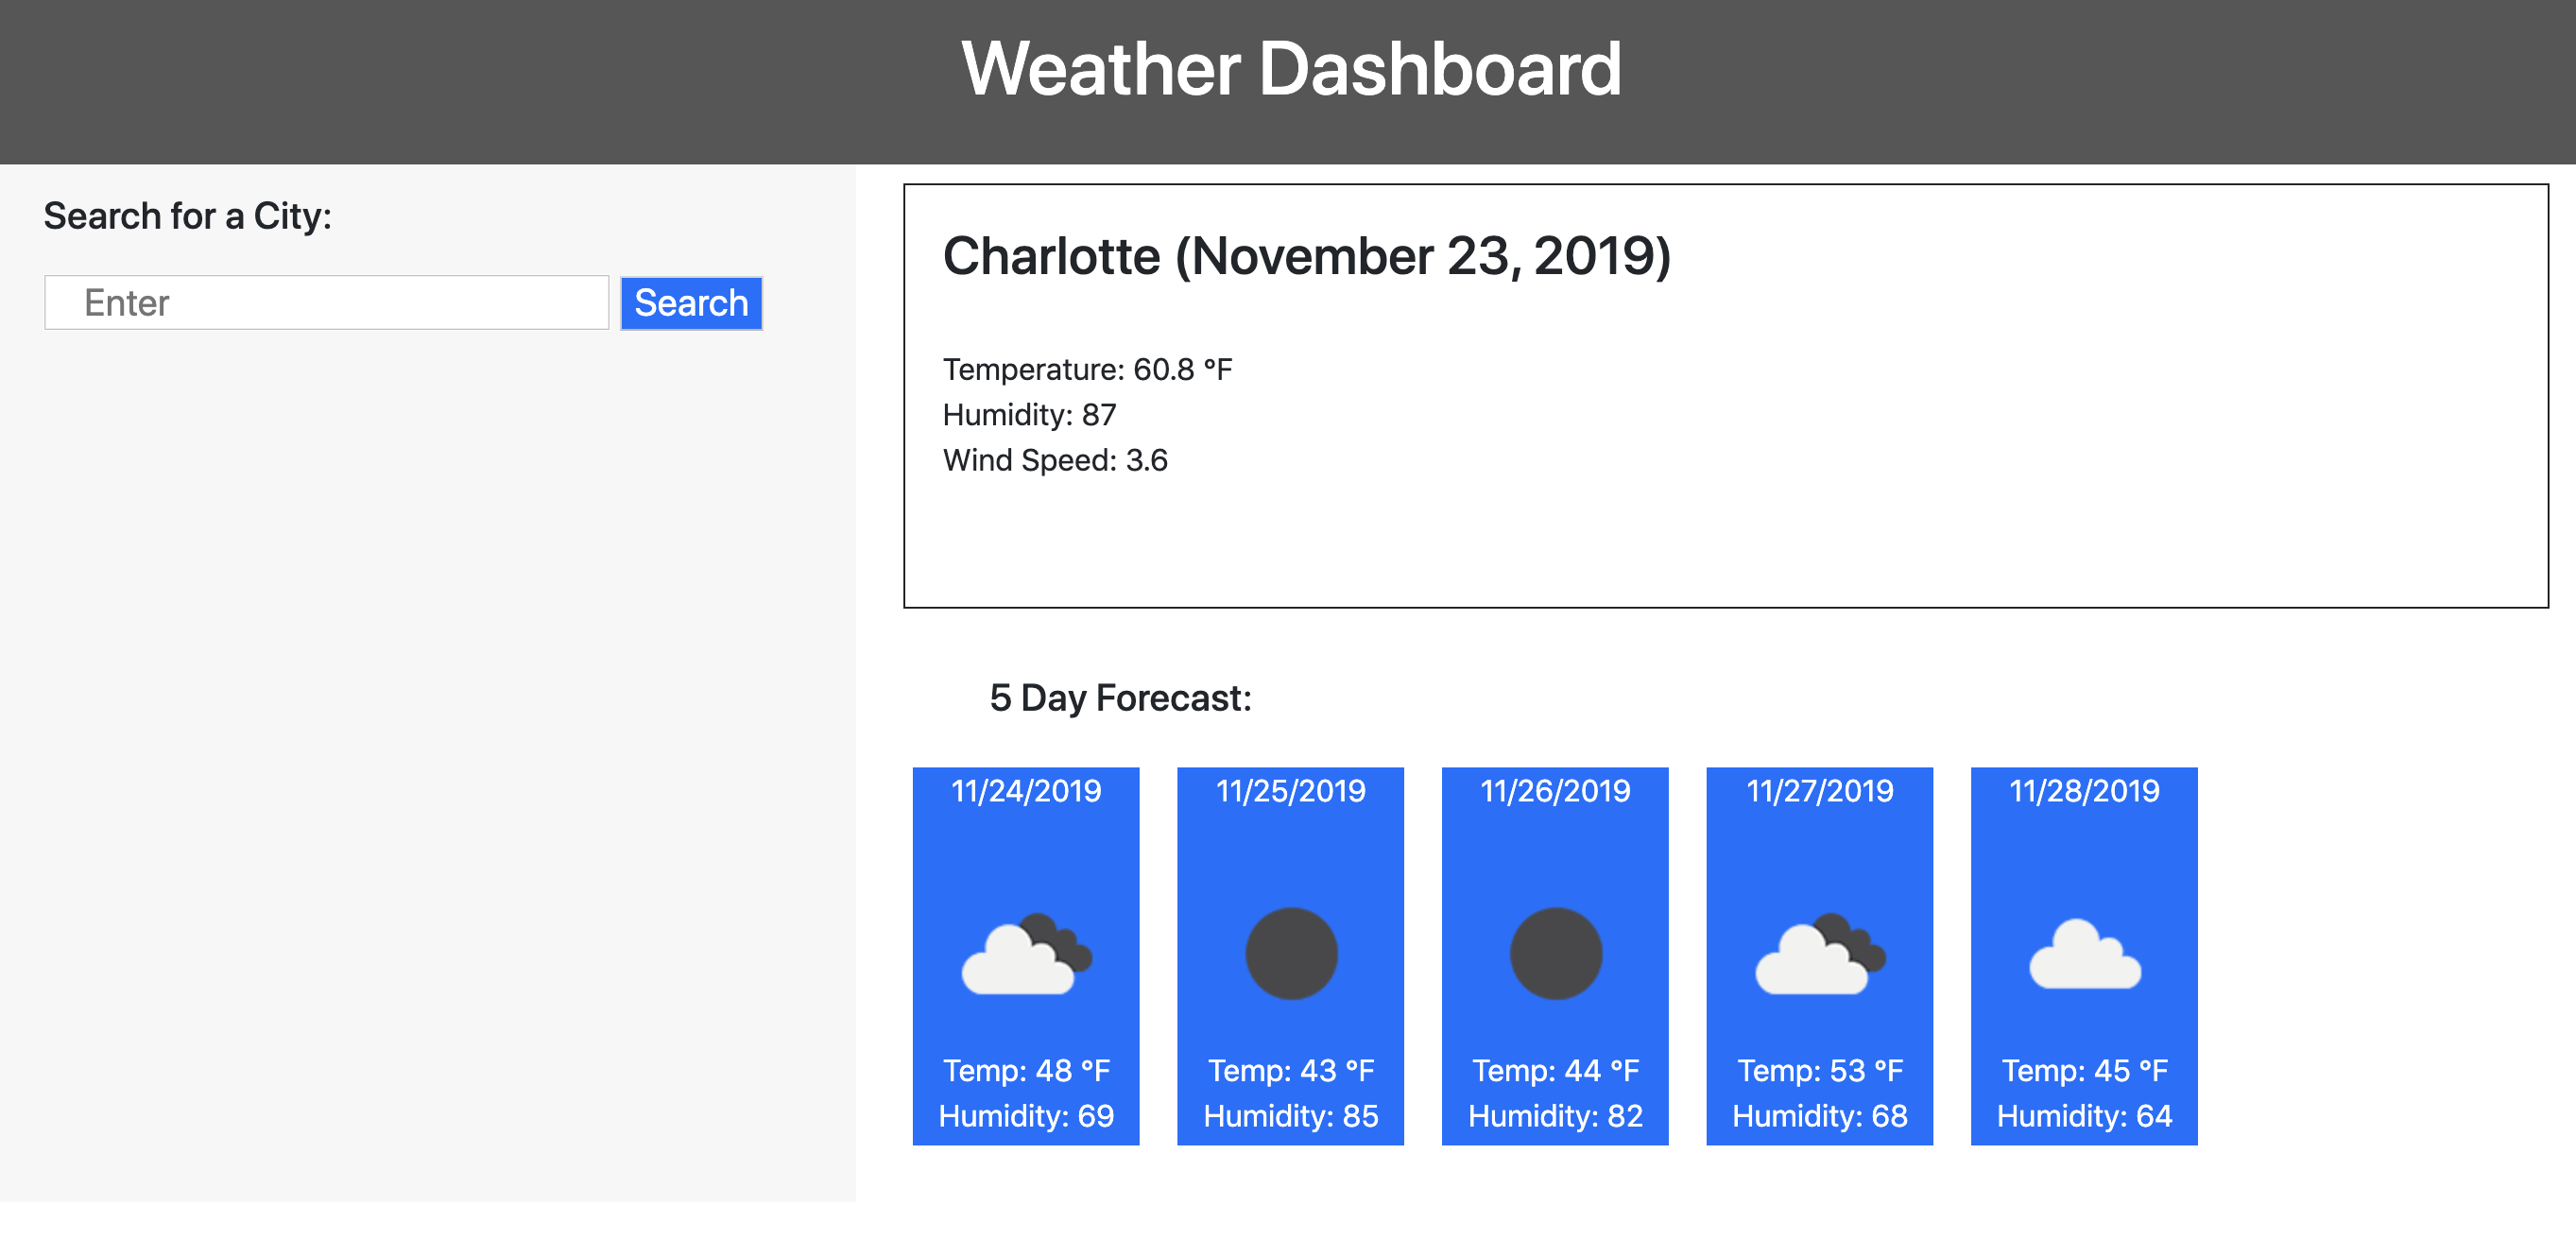 Weather Dashboard
Search for a City:
Enter
Search
Charlotte (November 23, 2019)
Temperature: 60.8 °F
Humidity: 87
Wind Speed: 3.6
5 Day Forecast:
11/24/2019
Temp: 48 °F
Humidity: 69
11/25/2019
Temp: 43 °F
Humidity: 85
11/26/2019
Temp: 44 °F
Humidity: 82
11/27/2019
Temp: 53 °F
Humidity: 68
11/28/2019
Temp: 45 °F
Humidity: 64